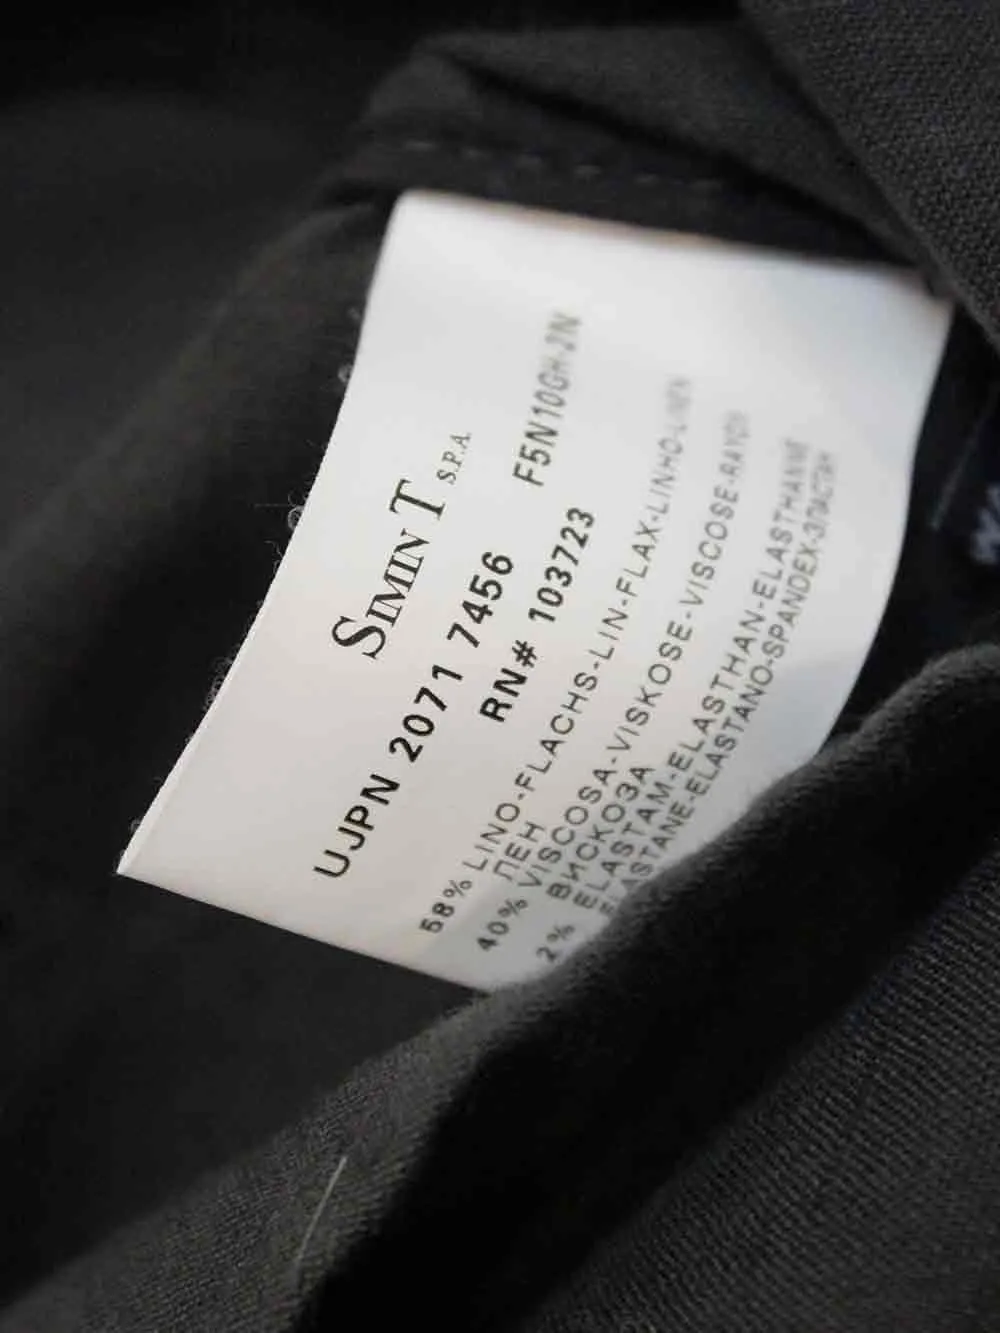 SIMINT S.P.A.
UJPN 2071 7456 F5N10GH-2N
RN# 103723
58% LINO-FLACHS-LIN-FLAX-LINHO-LINEN
ЛЕН
40% VISCOSA-VISKOSE-VISCOSE-RAYON
ВИСКОЗА
2% ELASTAM-ELASTHAN-ELASTHANNE
ELASTANE-ELASTANO-SPANDEX-ЭЛАСТАН